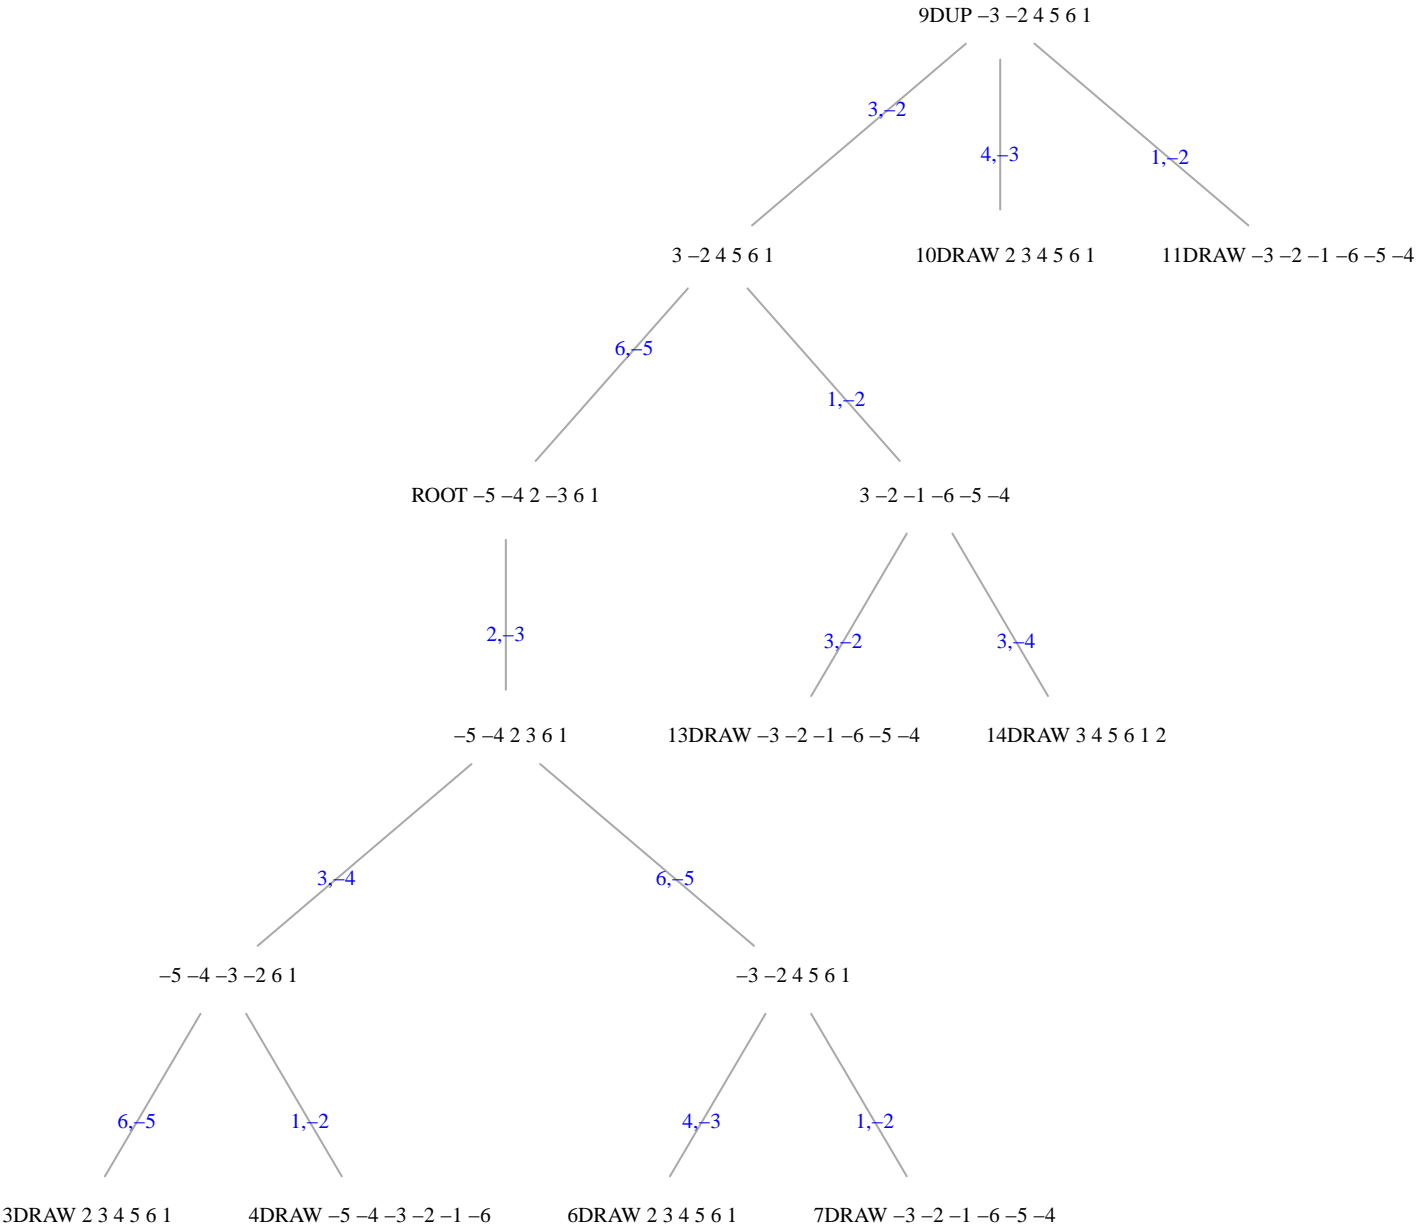 9DUP −3 −2 4 5 6 1
3,−2
4,−3
1,−2
3 −2 4 5 6 1
10DRAW 2 3 4 5 6 1
11DRAW −3 −2 −1 −6 −5 −4
6,−5
1,−2
ROOT −5 −4 2 −3 6 1
3 −2 −1 −6 −5 −4
2,−3
3,−2
3,−4
−5 −4 2 3 6 1
13DRAW −3 −2 −1 −6 −5 −4
14DRAW 3 4 5 6 1 2
3,−4
6,−5
−5 −4 −3 −2 6 1
−3 −2 4 5 6 1
6,−5
1,−2
4,−3
1,−2
3DRAW 2 3 4 5 6 1
4DRAW −5 −4 −3 −2 −1 −6
6DRAW 2 3 4 5 6 1
7DRAW −3 −2 −1 −6 −5 −4